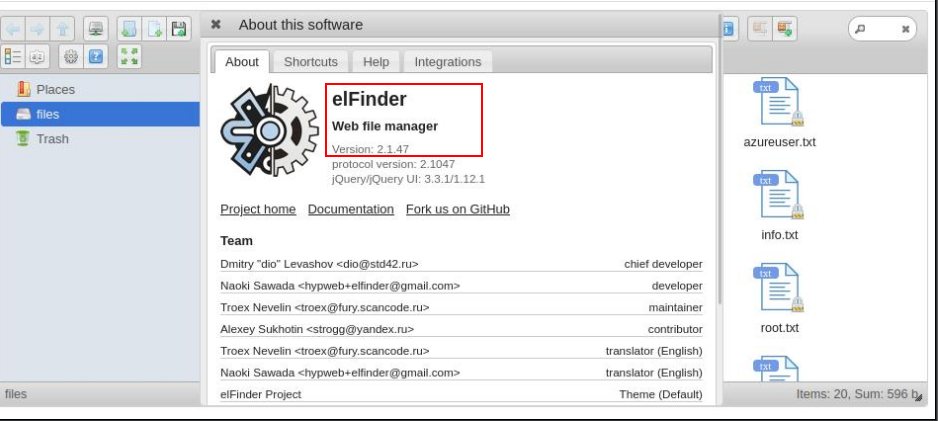 About this software
About Shortcuts Help Integrations
Places
files
Trash
elFinder
Web file manager
Version: 2.1.47
protocol version: 2.1047
jQuery/jQuery UI: 3.3.1/1.12.1
Project home Documentation Fork us on GitHub
Team
Dmitry "dio" Levashov <dio@std42.ru> chief developer
Naoki Sawada <hypweb+elfinder@gmail.com> developer
Troex Nevelin <troex@fury.scancode.ru> maintainer
Alexey Sukhotin <strogg@yandex.ru> contributor
Troex Nevelin <troex@fury.scancode.ru> translator (English)
Naoki Sawada <hypweb+elfinder@gmail.com> translator (English)
elFinder Project Theme (Default)
txt
azureuser.txt
txt
info.txt
txt
root.txt
txt
files
Items: 20, Sum: 596 b